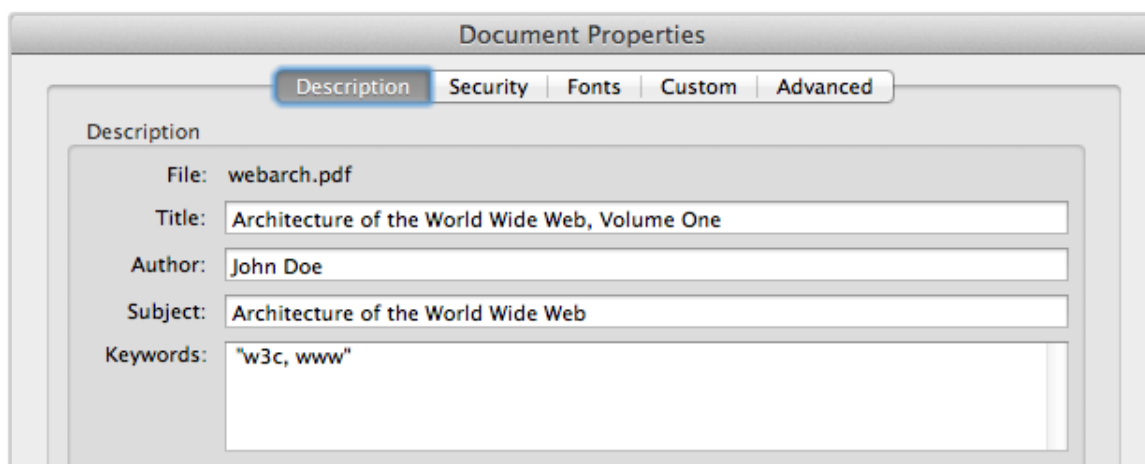 Document Properties
Description Security Fonts Custom Advanced
Description
File: webarch.pdf
Title: Architecture of the World Wide Web, Volume One
Author: John Doe
Subject: Architecture of the World Wide Web
Keywords: "w3c, www"